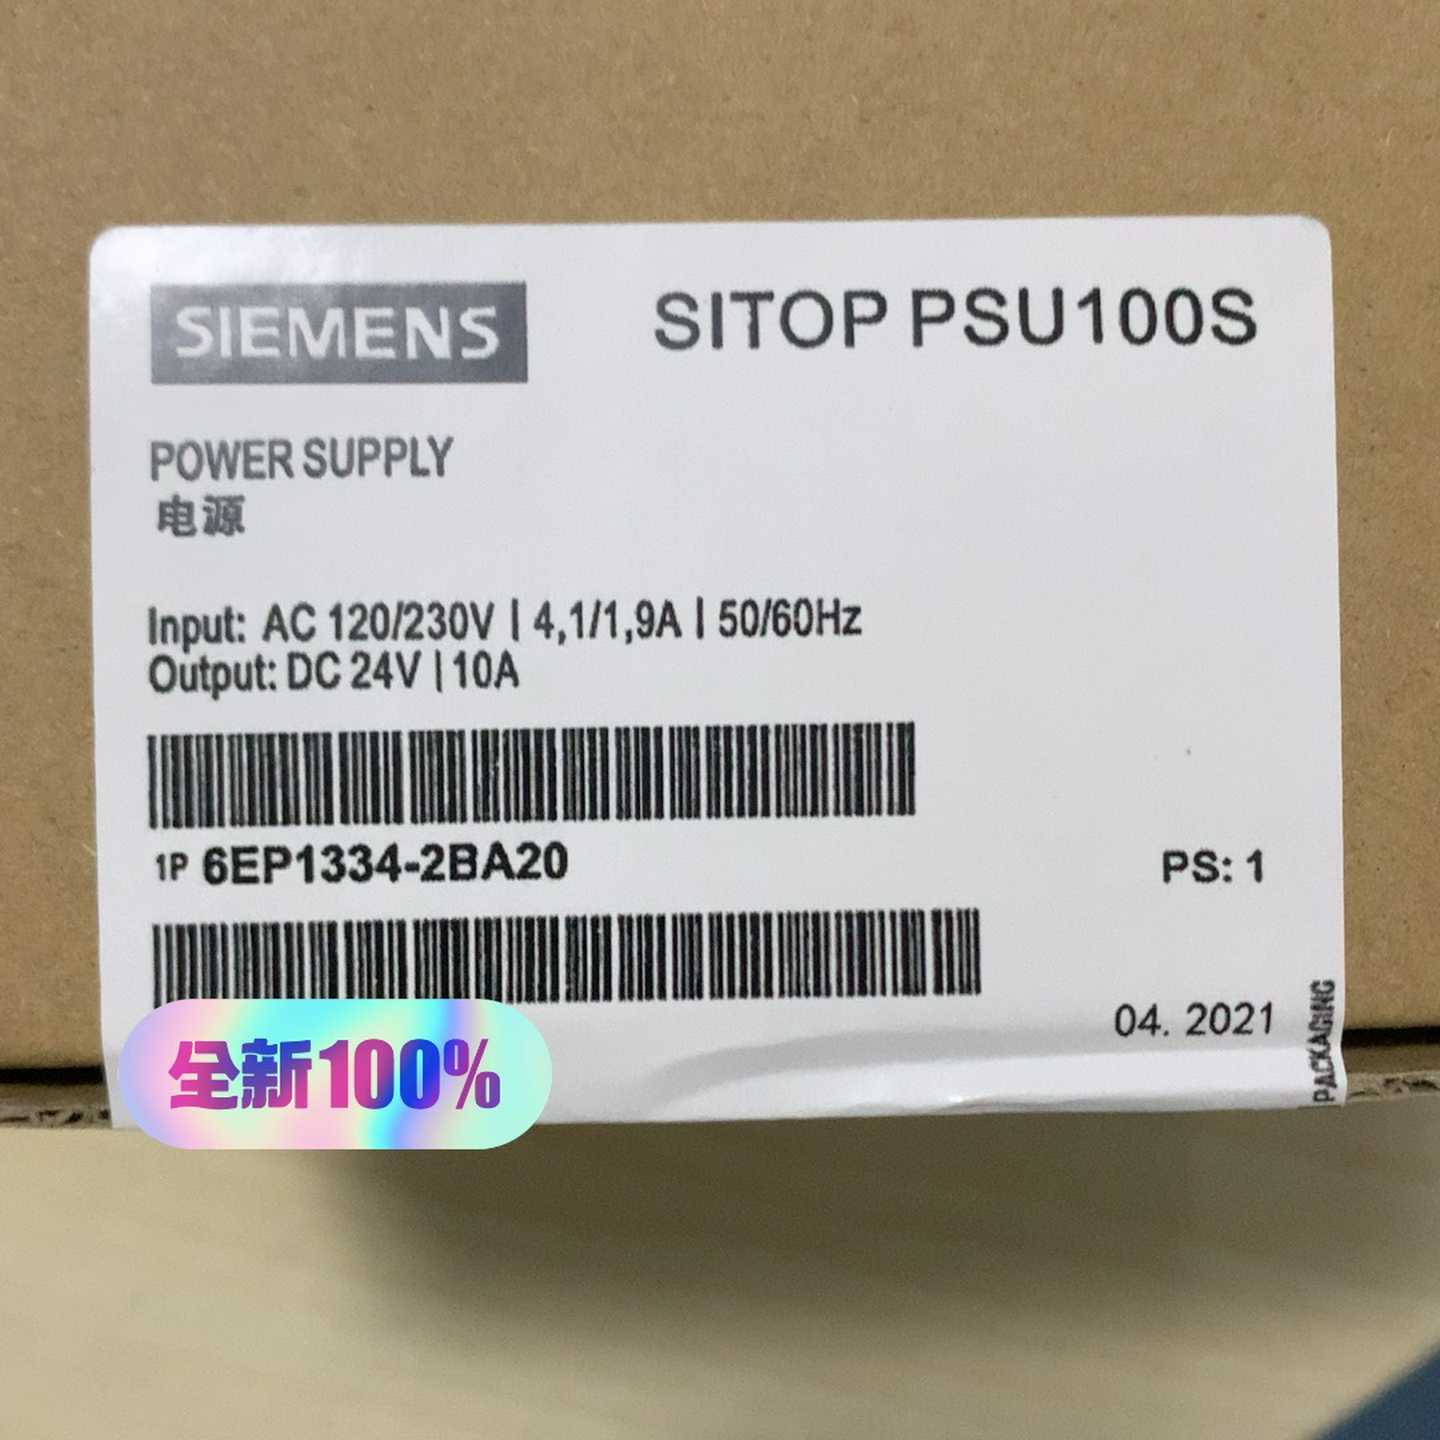 SIEMENS
SITOP PSU100S
POWER SUPPLY
电源
Input: AC 120/230V | 4,1/1,9A | 50/60Hz
Output: DC 24V | 10A
1P 6EP1334-2BA20
PS: 1
04. 2021
PACKAGING
全新100%